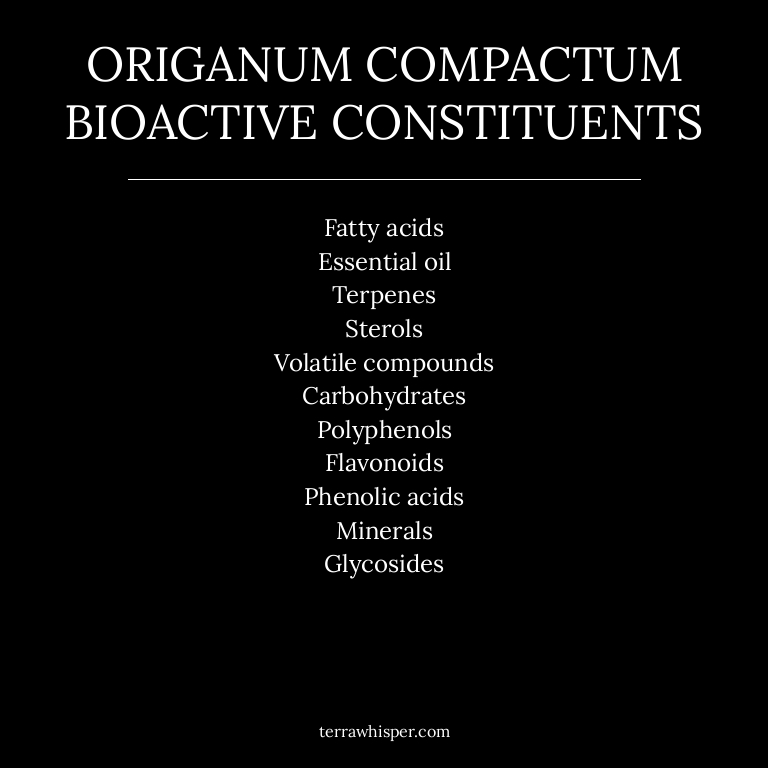 ORIGANUM COMPACTUM
BIOACTIVE CONSTITUENTS
Fatty acids
Essential oil
Terpenes
Sterols
Volatile compounds
Carbohydrates
Polyphenols
Flavonoids
Phenolic acids
Minerals
Glycosides
terrawhisper.com